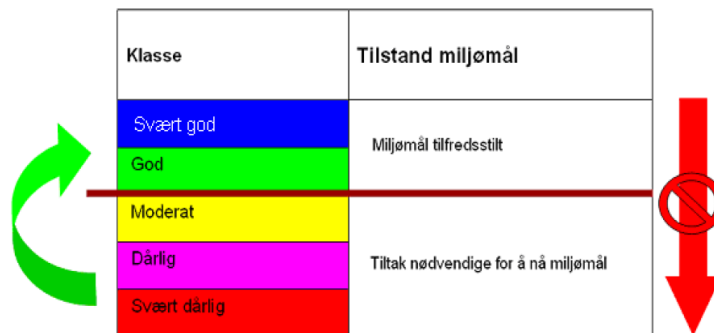 Klasse
Tilstand miljømål
Svært god
Miljømål tilfredsstilt
God
Moderat
Dårlig
Tiltak nødvendige for å nå miljømål
Svært dårlig